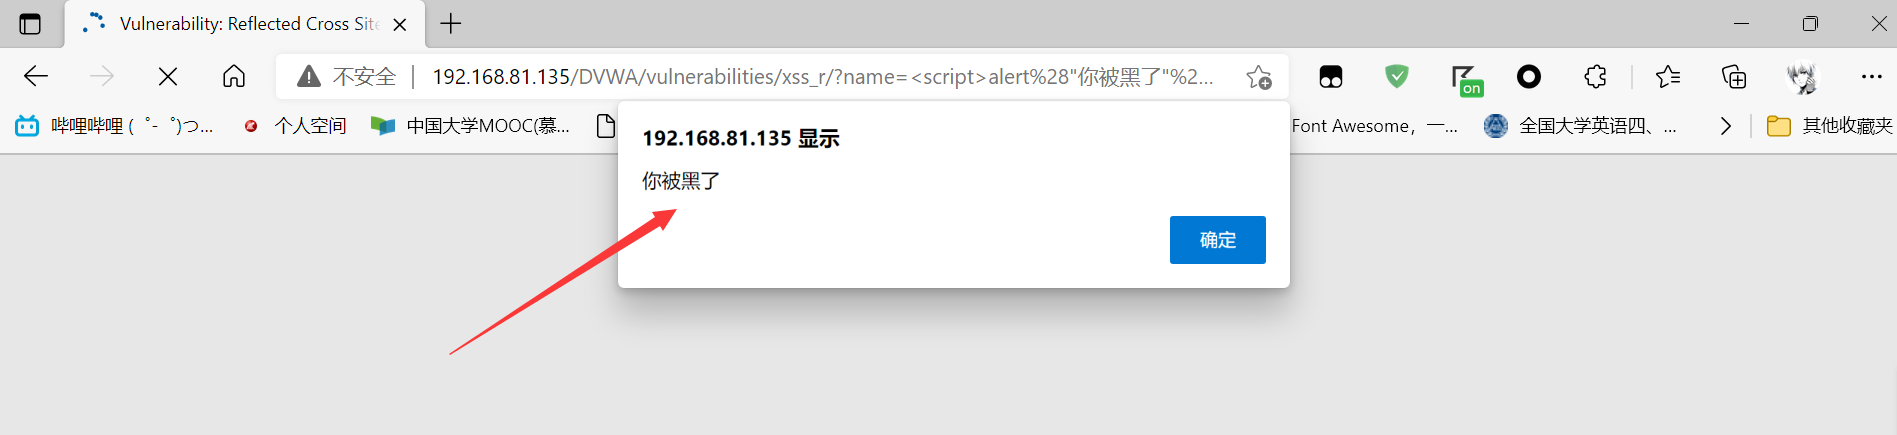 Vulnerability: Reflected Cross Site
不安全 192.168.81.135/DVWA/vulnerabilities/xss_r/?name=<script>alert%28"你被黑了"%2...
on
哔哩哔哩 ( ゜- ゜)つ... 个人空间 中国大学MOOC(慕... Font Awesome，一... 全国大学英语四、... 其他收藏夹
192.168.81.135 显示
你被黑了
确定